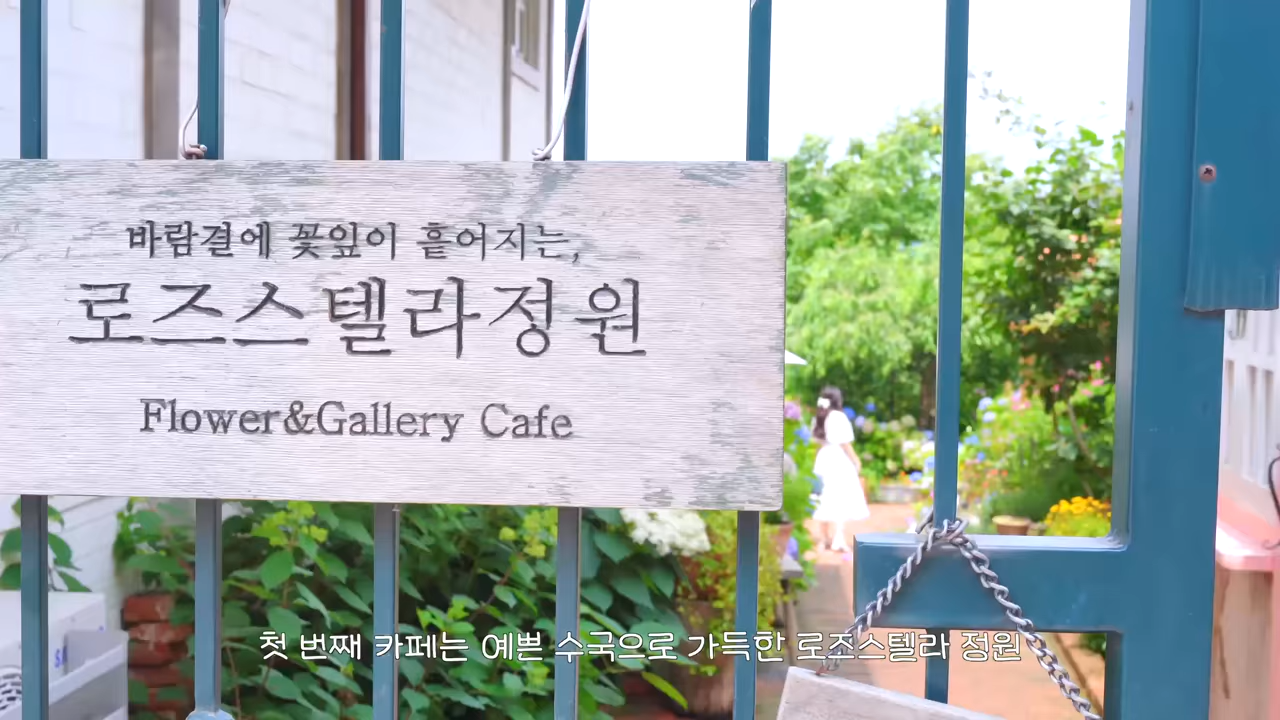 바람결에 꽃잎이 흩어지는,
로즈스텔라정원
Flower&Gallery Cafe
첫 번째 카페는 예쁜 수국으로 가득한 로즈스텔라 정원